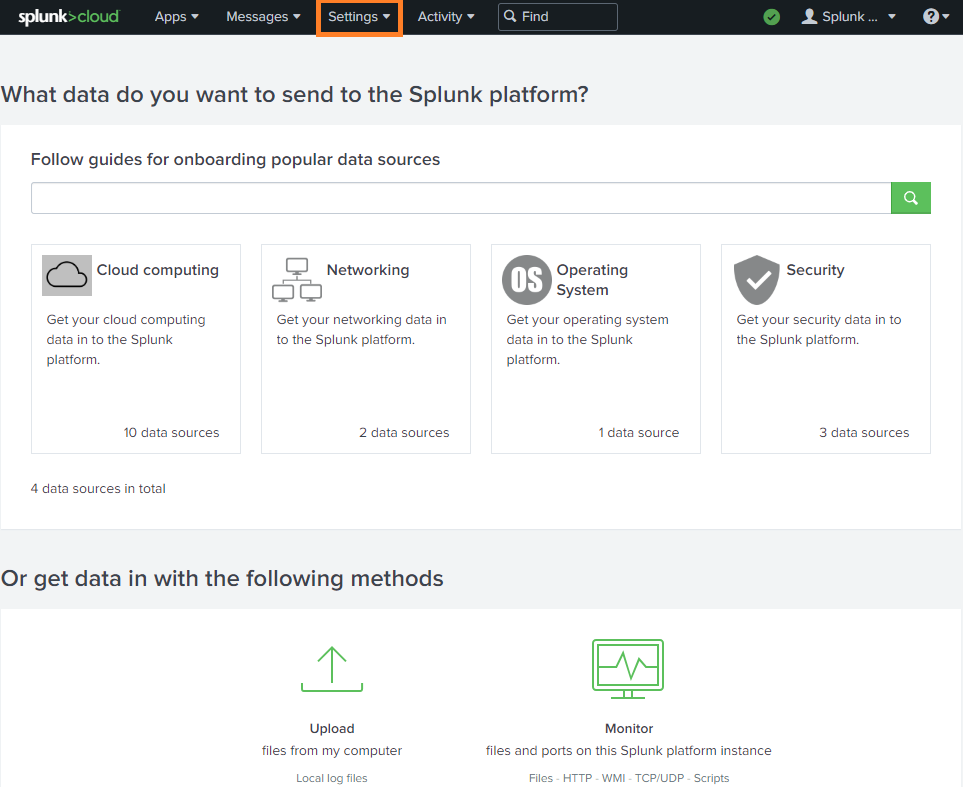 splunk>cloud Apps Messages Settings Activity Find Splunk ... ?
What data do you want to send to the Splunk platform?
Follow guides for onboarding popular data sources
Cloud computing
Get your cloud computing
data in to the Splunk
platform.
10 data sources
Networking
Get your networking data in
to the Splunk platform.
2 data sources
OS
Operating
System
Get your operating system
data in to the Splunk
platform.
1 data source
Security
Get your security data in to
the Splunk platform.
3 data sources
4 data sources in total
Or get data in with the following methods
Upload
files from my computer
Local log files
Monitor
files and ports on this Splunk platform instance
Files - HTTP - WMI - TCP/UDP - Scripts